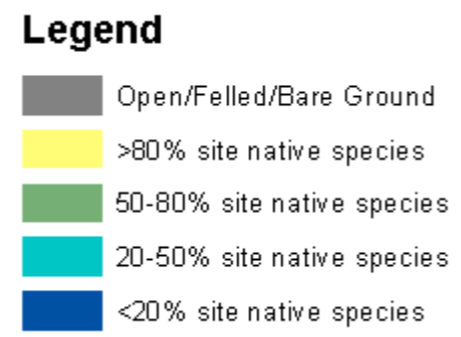 Legend
Open/Felled/Bare Ground
>80% site native species
50-80% site native species
20-50% site native species
<20% site native species